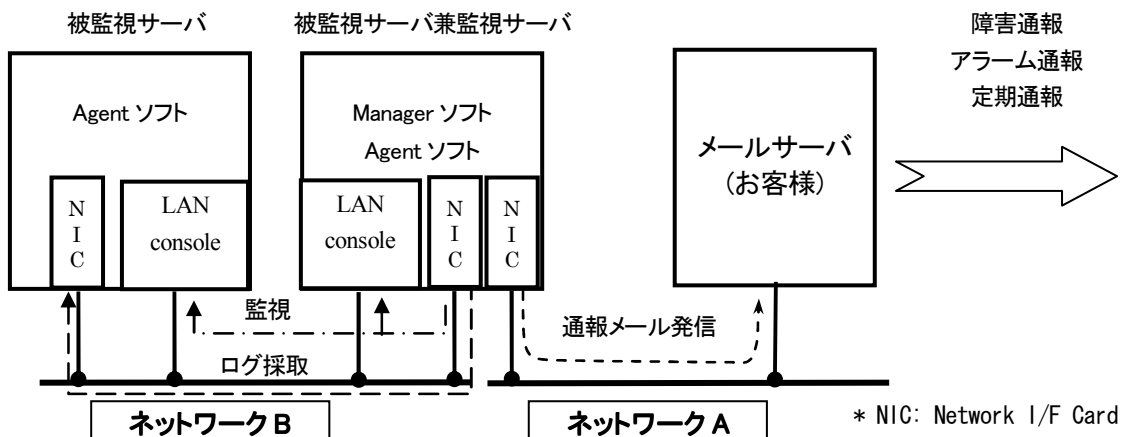 被監視サーバ
被監視サーバ兼監視サーバ
障害通報
アラーム通報
定期通報
Agent ソフト
Manager ソフト
Agent ソフト
メールサーバ
(お客様)
NIC
LAN
console
LAN
console
NIC
NIC
監視
通報メール発信
ログ採取
ネットワーク B
ネットワーク A
* NIC: Network I/F Card